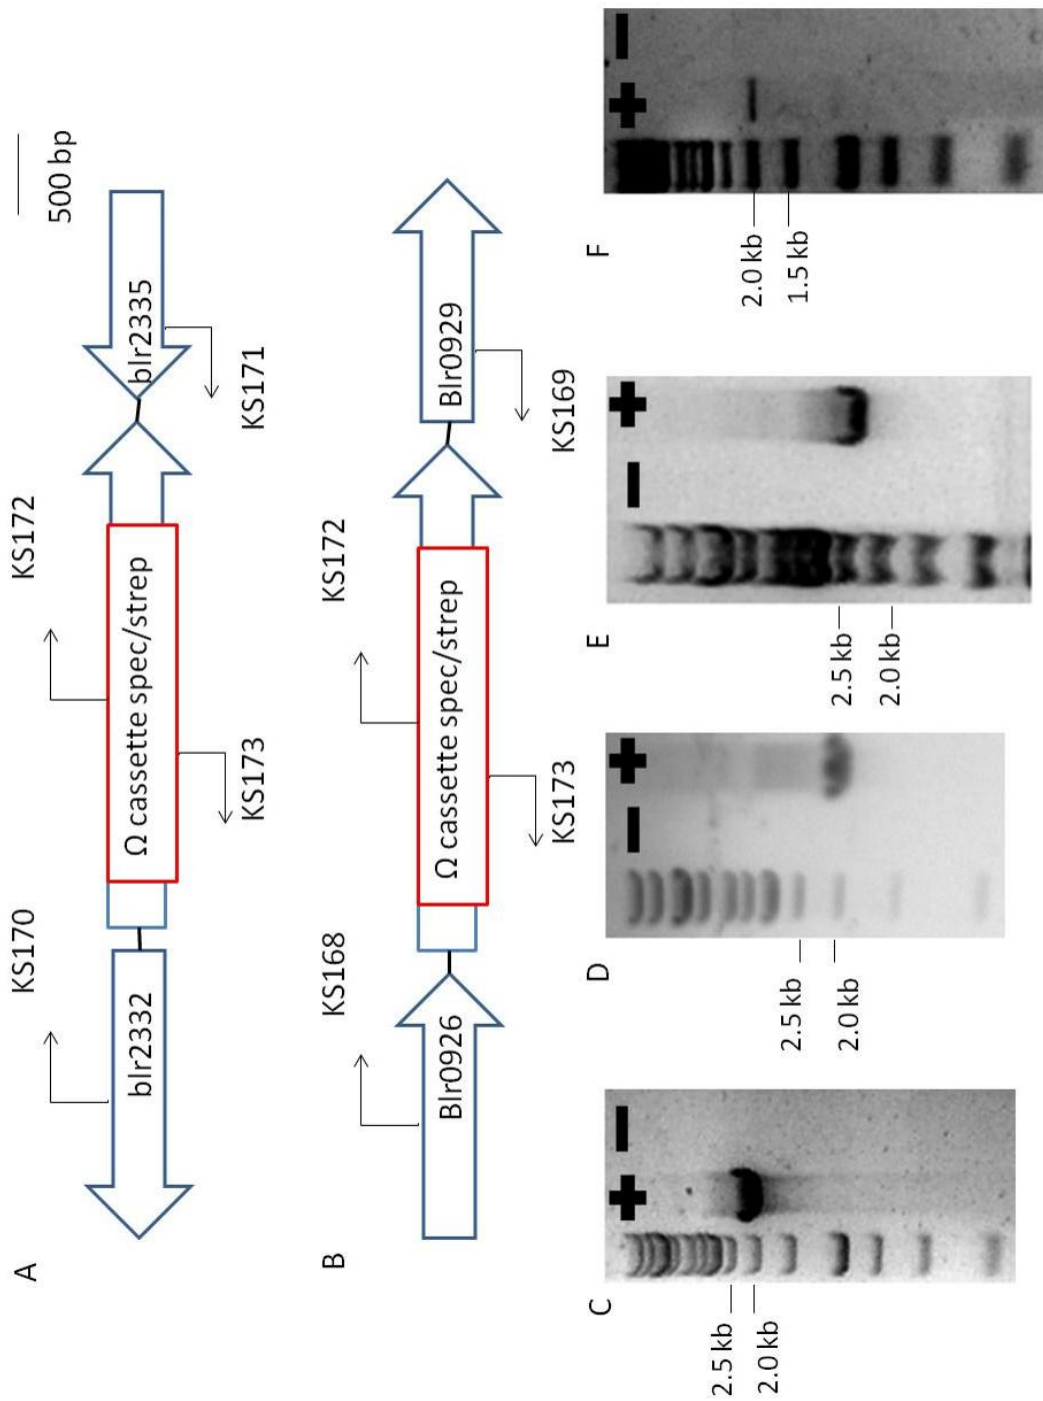 A
KS170
KS172
500 bp
blr2332
Ω cassette spec/strep
blr2335
KS173
KS171
B
KS168
KS172
Blr0926
Ω cassette spec/strep
Blr0929
KS173
KS169
C
+ −
2.5 kb
2.0 kb
D
− +
2.5 kb
2.0 kb
E
− +
2.5 kb
2.0 kb
F
+ −
2.0 kb
1.5 kb